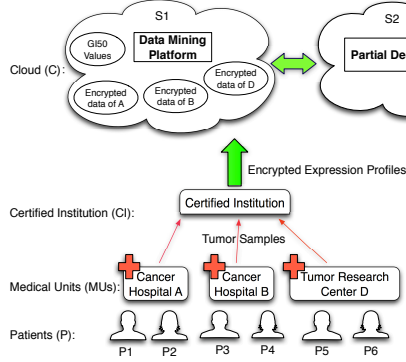 S1
S2
GI50
Values
Data Mining
Platform
Partial De
Cloud (C):
Encrypted
data of D
Encrypted
data of A
Encrypted
data of B
Encrypted Expression Profiles
Certified Institution
Certified Institution (CI):
Tumor Samples
Medical Units (MUs):
Cancer
Hospital A
Cancer
Hospital B
Tumor Research
Center D
Patients (P):
P1 P2 P3 P4 P5 P6